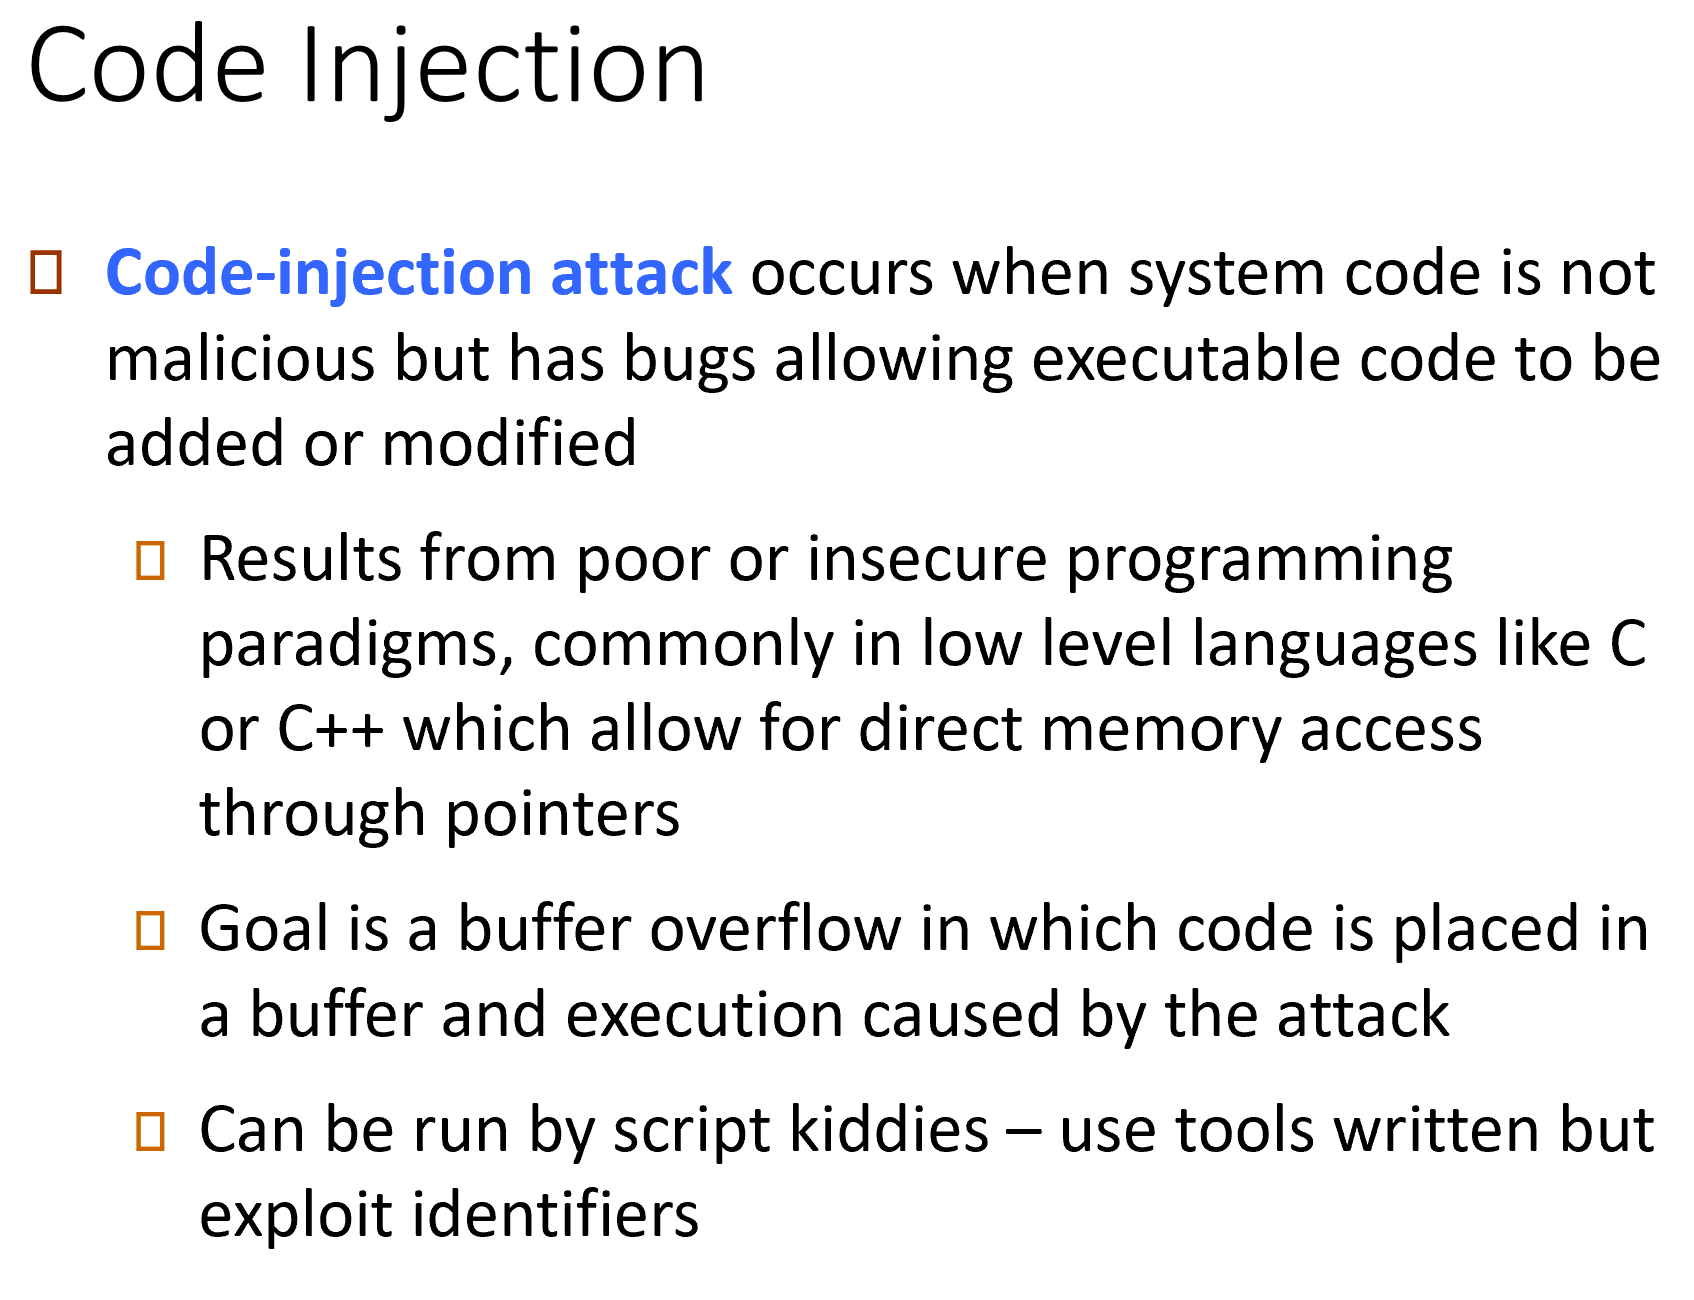 Code Injection
Code-injection attack occurs when system code is not
malicious but has bugs allowing executable code to be
added or modified
Results from poor or insecure programming
paradigms, commonly in low level languages like C
or C++ which allow for direct memory access
through pointers
Goal is a buffer overflow in which code is placed in
a buffer and execution caused by the attack
Can be run by script kiddies – use tools written but
exploit identifiers